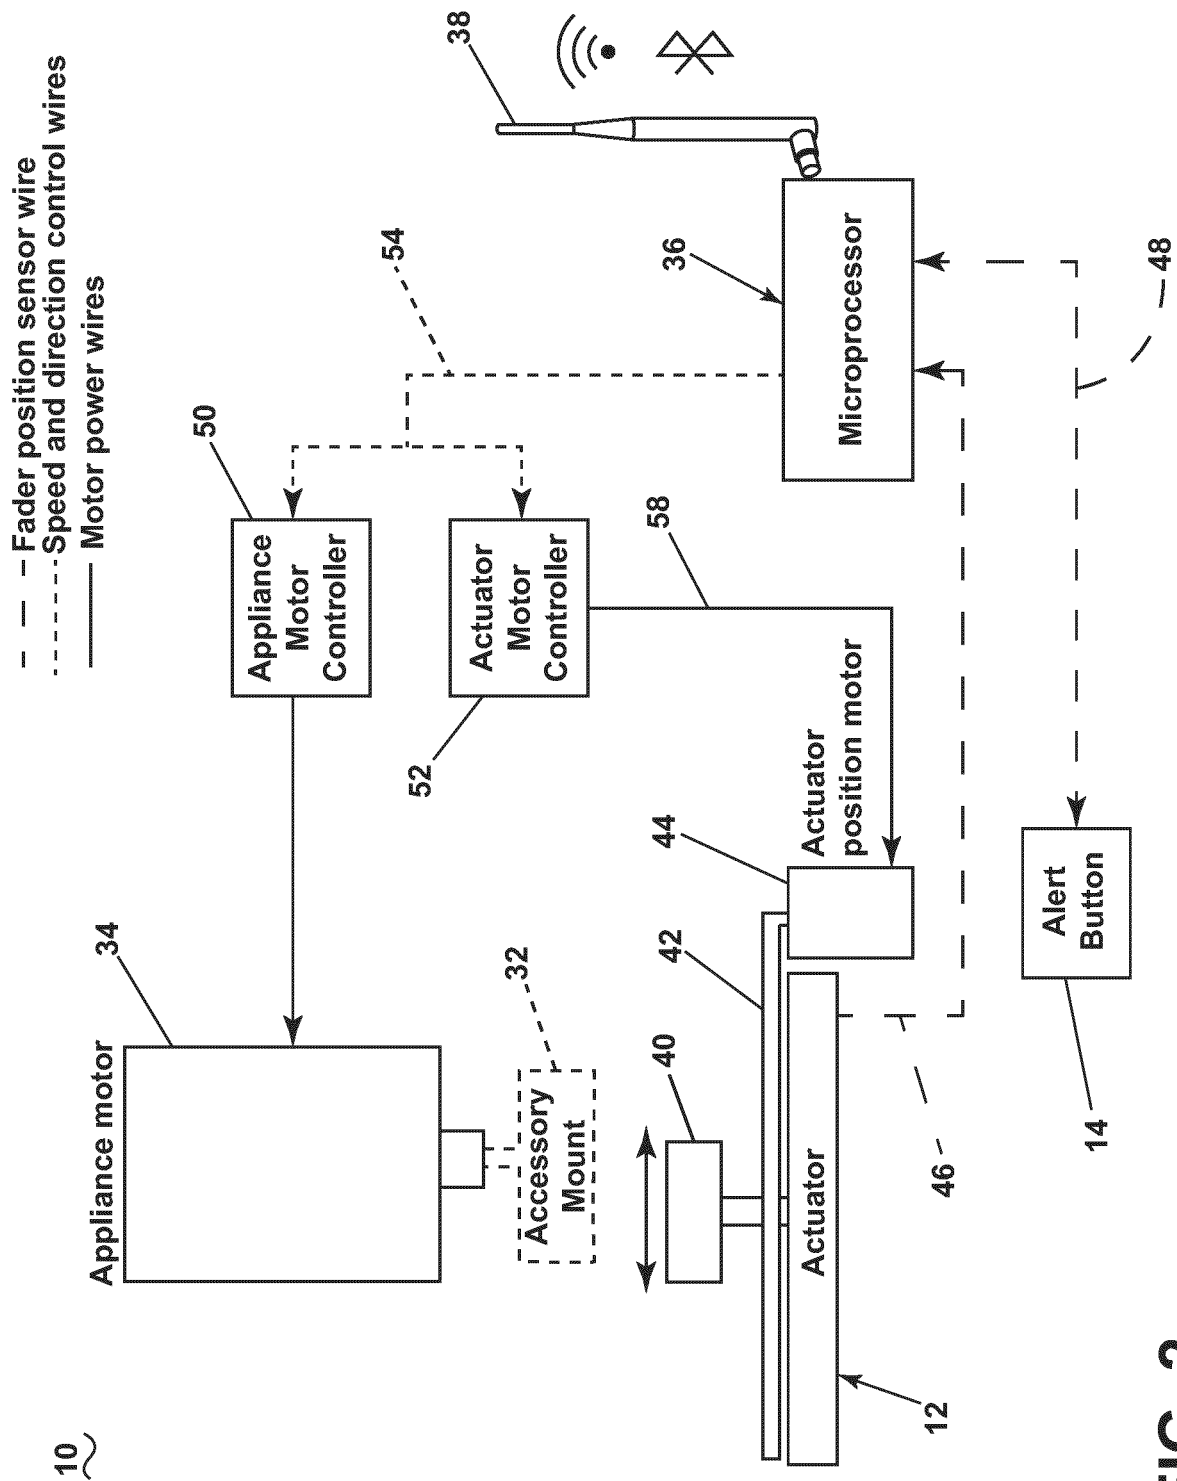 10
Fader position sensor wire
Speed and direction control wires
Motor power wires
Appliance motor
34
50
Appliance
Motor
Controller
54
38
Accessory
Mount
32
52
Actuator
Motor
Controller
58
36
Microprocessor
40
42
44
Actuator
position motor
Actuator
12
46
Alert
Button
14
48